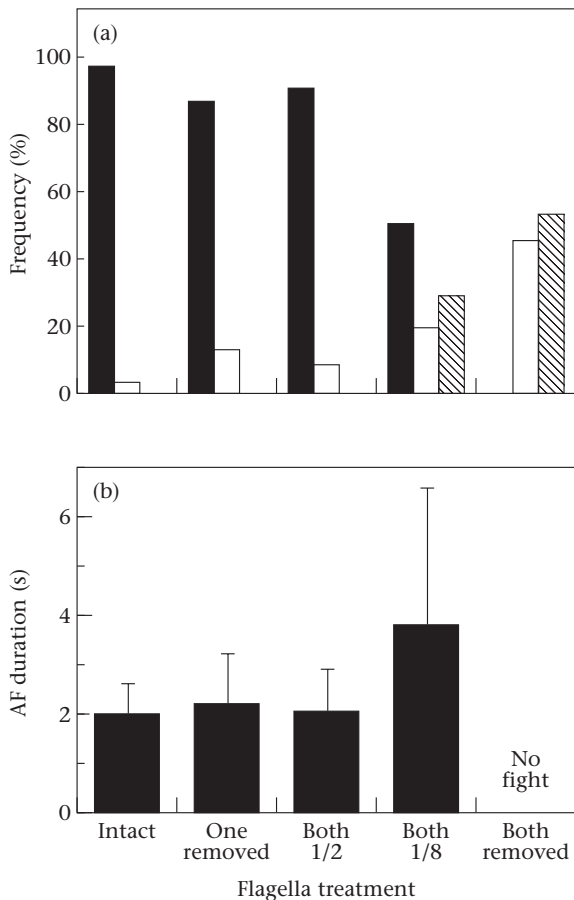 (a)
100
80
60
40
20
0
Frequency (%)
(b)
6
4
2
0
AF duration (s)
No
fight
Intact
One
removed
Both
1/2
Both
1/8
Both
removed
Flagella treatment